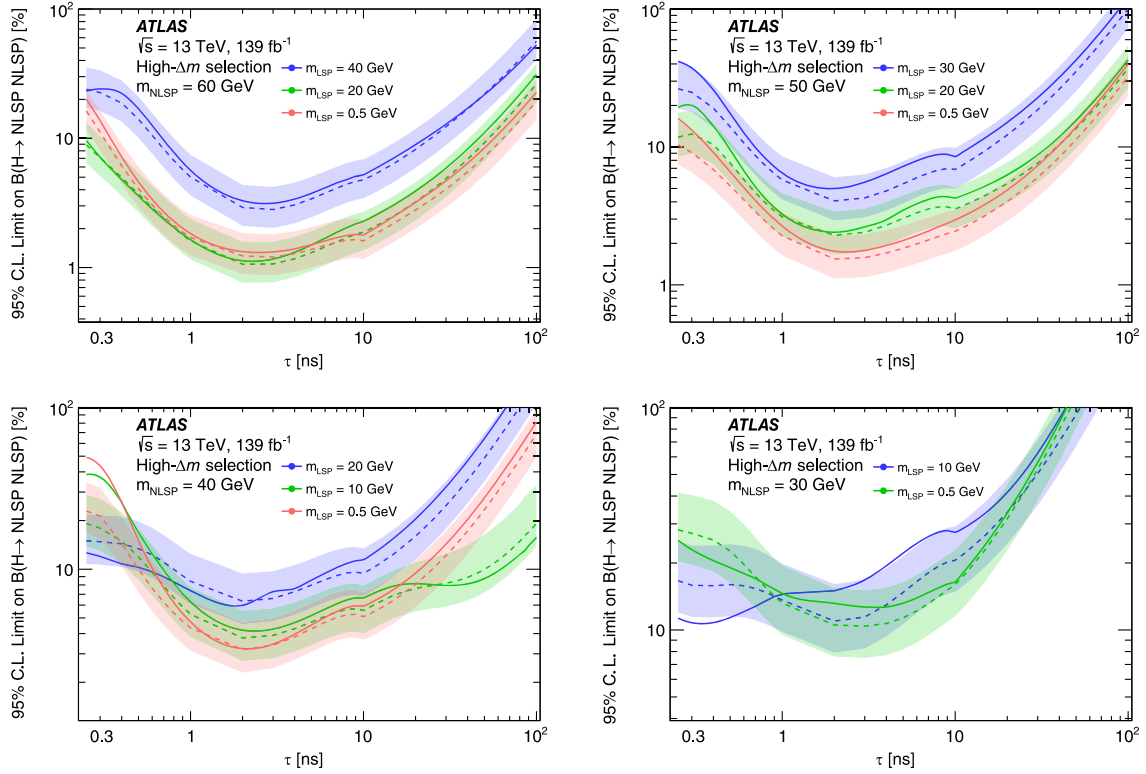 95% C.L. Limit on B(H→ NLSP NLSP) [%]
10²
10
1
ATLAS
√s = 13 TeV, 139 fb⁻¹
High-Δm selection
m_NLSP = 60 GeV
m_LSP = 40 GeV
m_LSP = 20 GeV
m_LSP = 0.5 GeV
0.3
1
10
10²
τ [ns]
95% C.L. Limit on B(H→ NLSP NLSP) [%]
10²
10
1
ATLAS
√s = 13 TeV, 139 fb⁻¹
High-Δm selection
m_NLSP = 50 GeV
m_LSP = 30 GeV
m_LSP = 20 GeV
m_LSP = 0.5 GeV
0.3
1
10
10²
τ [ns]
95% C.L. Limit on B(H→ NLSP NLSP) [%]
10²
10
ATLAS
√s = 13 TeV, 139 fb⁻¹
High-Δm selection
m_NLSP = 40 GeV
m_LSP = 20 GeV
m_LSP = 10 GeV
m_LSP = 0.5 GeV
0.3
1
10
10²
τ [ns]
95% C.L. Limit on B(H→ NLSP NLSP) [%]
10²
10
ATLAS
√s = 13 TeV, 139 fb⁻¹
High-Δm selection
m_NLSP = 30 GeV
m_LSP = 10 GeV
m_LSP = 0.5 GeV
0.3
1
10
10²
τ [ns]